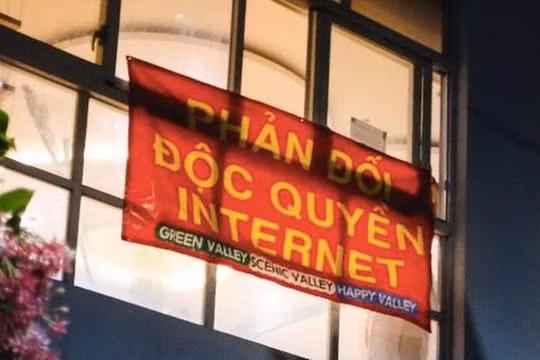 PHẢN ĐỐI
ĐỘC QUYỀN
INTERNET
GREEN VALLEY SCENIC VALLEY HAPPY VALLEY